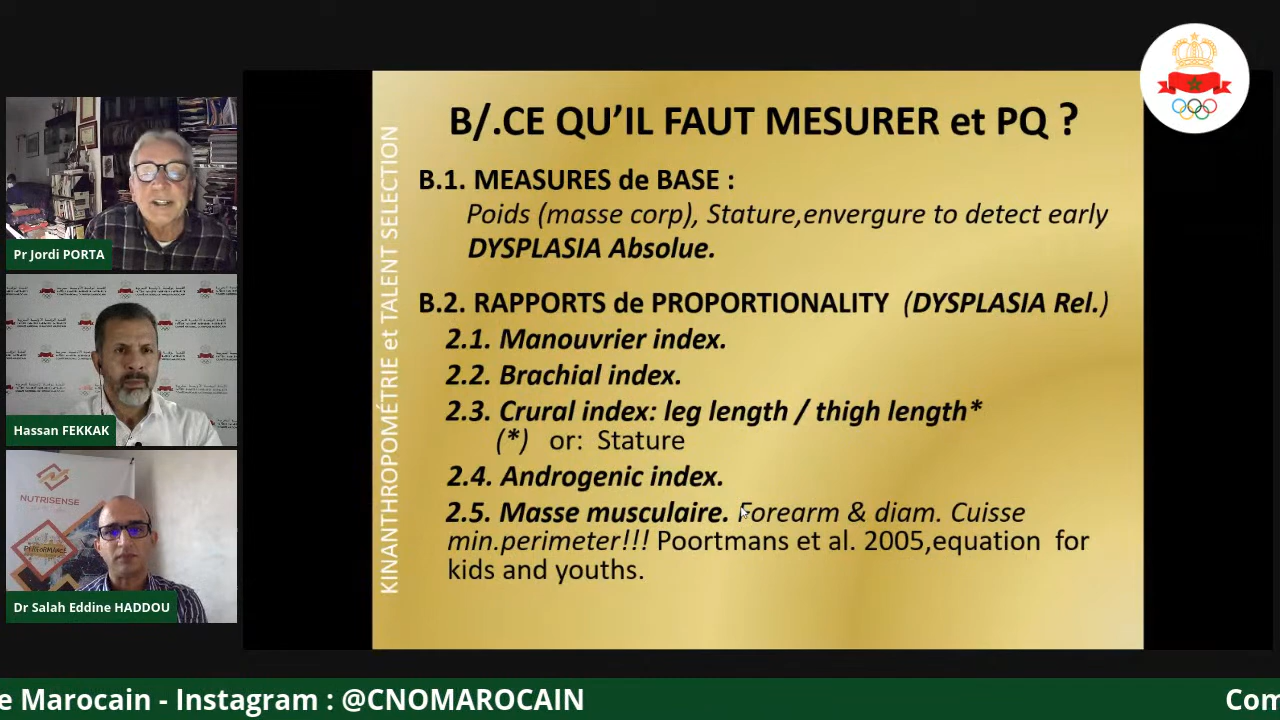 B/.CE QU’IL FAUT MESURER et PQ ?
KINANTHROPOMÉTRIE et TALENT SELECTION
B.1. MEASURES de BASE :
Poids (masse corp), Stature,envergure to detect early
DYSPLASIA Absolue.
B.2. RAPPORTS de PROPORTIONALITY (DYSPLASIA Rel.)
2.1. Manouvrier index.
2.2. Brachial index.
2.3. Crural index: leg length / thigh length*
(*) or: Stature
2.4. Androgenic index.
2.5. Masse musculaire. Forearm & diam. Cuisse
min.perimeter!!! Poortmans et al. 2005,equation for
kids and youths.
Pr Jordi PORTA
Hassan FEKKAK
NUTRISENSE
PERFORMANCE
Dr Salah Eddine HADDOU
e Marocain - Instagram : @CNOMAROCAIN
Com